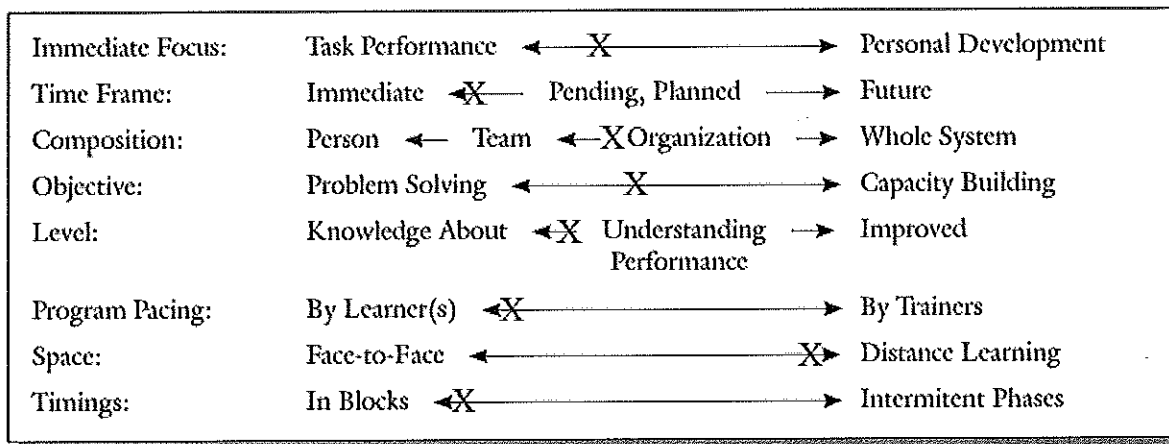 Immediate Focus: Task Performance X Personal Development
Time Frame: Immediate X Pending, Planned Future
Composition: Person Team X Organization Whole System
Objective: Problem Solving X Capacity Building
Level: Knowledge About X Understanding Improved
Performance
Program Pacing: By Learner(s) X By Trainers
Space: Face-to-Face X Distance Learning
Timings: In Blocks X Intermitent Phases